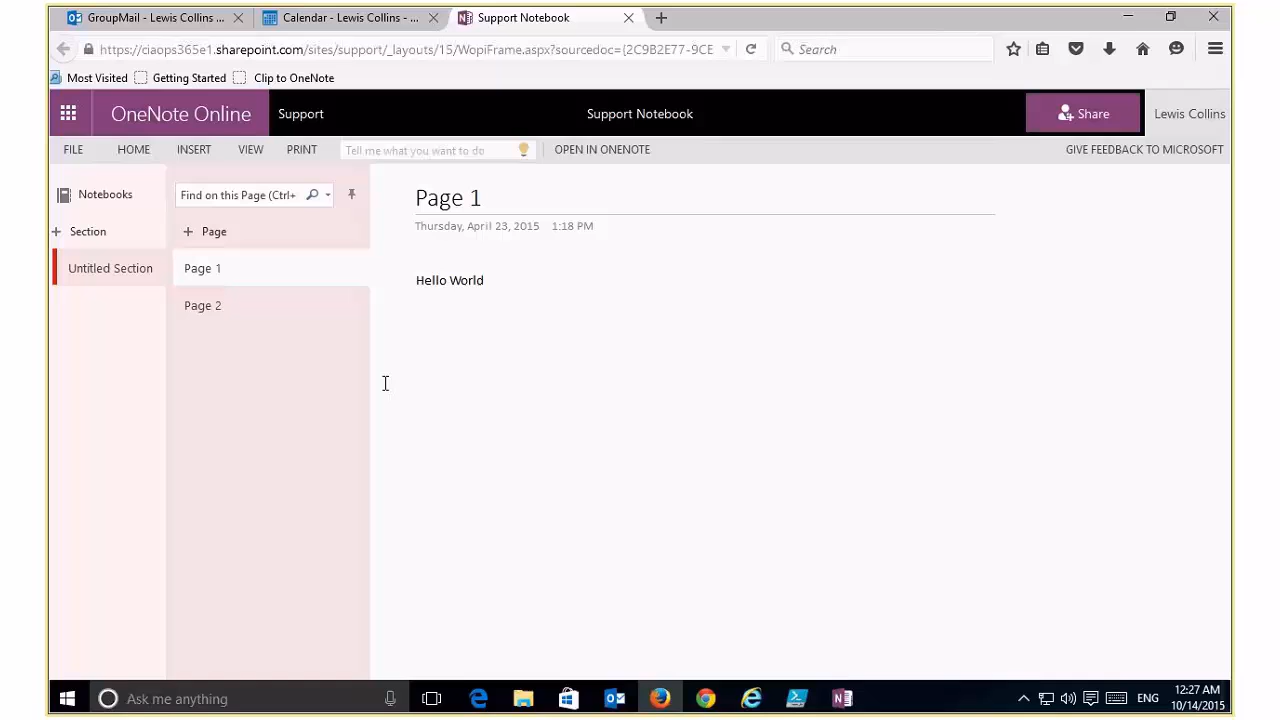 GroupMail - Lewis Collins ...
Calendar - Lewis Collins - ...
Support Notebook
https://ciaops365e1.sharepoint.com/sites/support/_layouts/15/WopiFrame.aspx?sourcedoc={2C9B2E77-9CE
Search
Most Visited
Getting Started
Clip to OneNote
OneNote Online
Support
Support Notebook
Share
Lewis Collins
FILE
HOME
INSERT
VIEW
PRINT
Tell me what you want to do
OPEN IN ONENOTE
GIVE FEEDBACK TO MICROSOFT
Notebooks
Find on this Page (Ctrl+
Section
Page
Untitled Section
Page 1
Page 2
Page 1
Thursday, April 23, 2015 1:18 PM
Hello World
Ask me anything
ENG
12:27 AM
10/14/2015